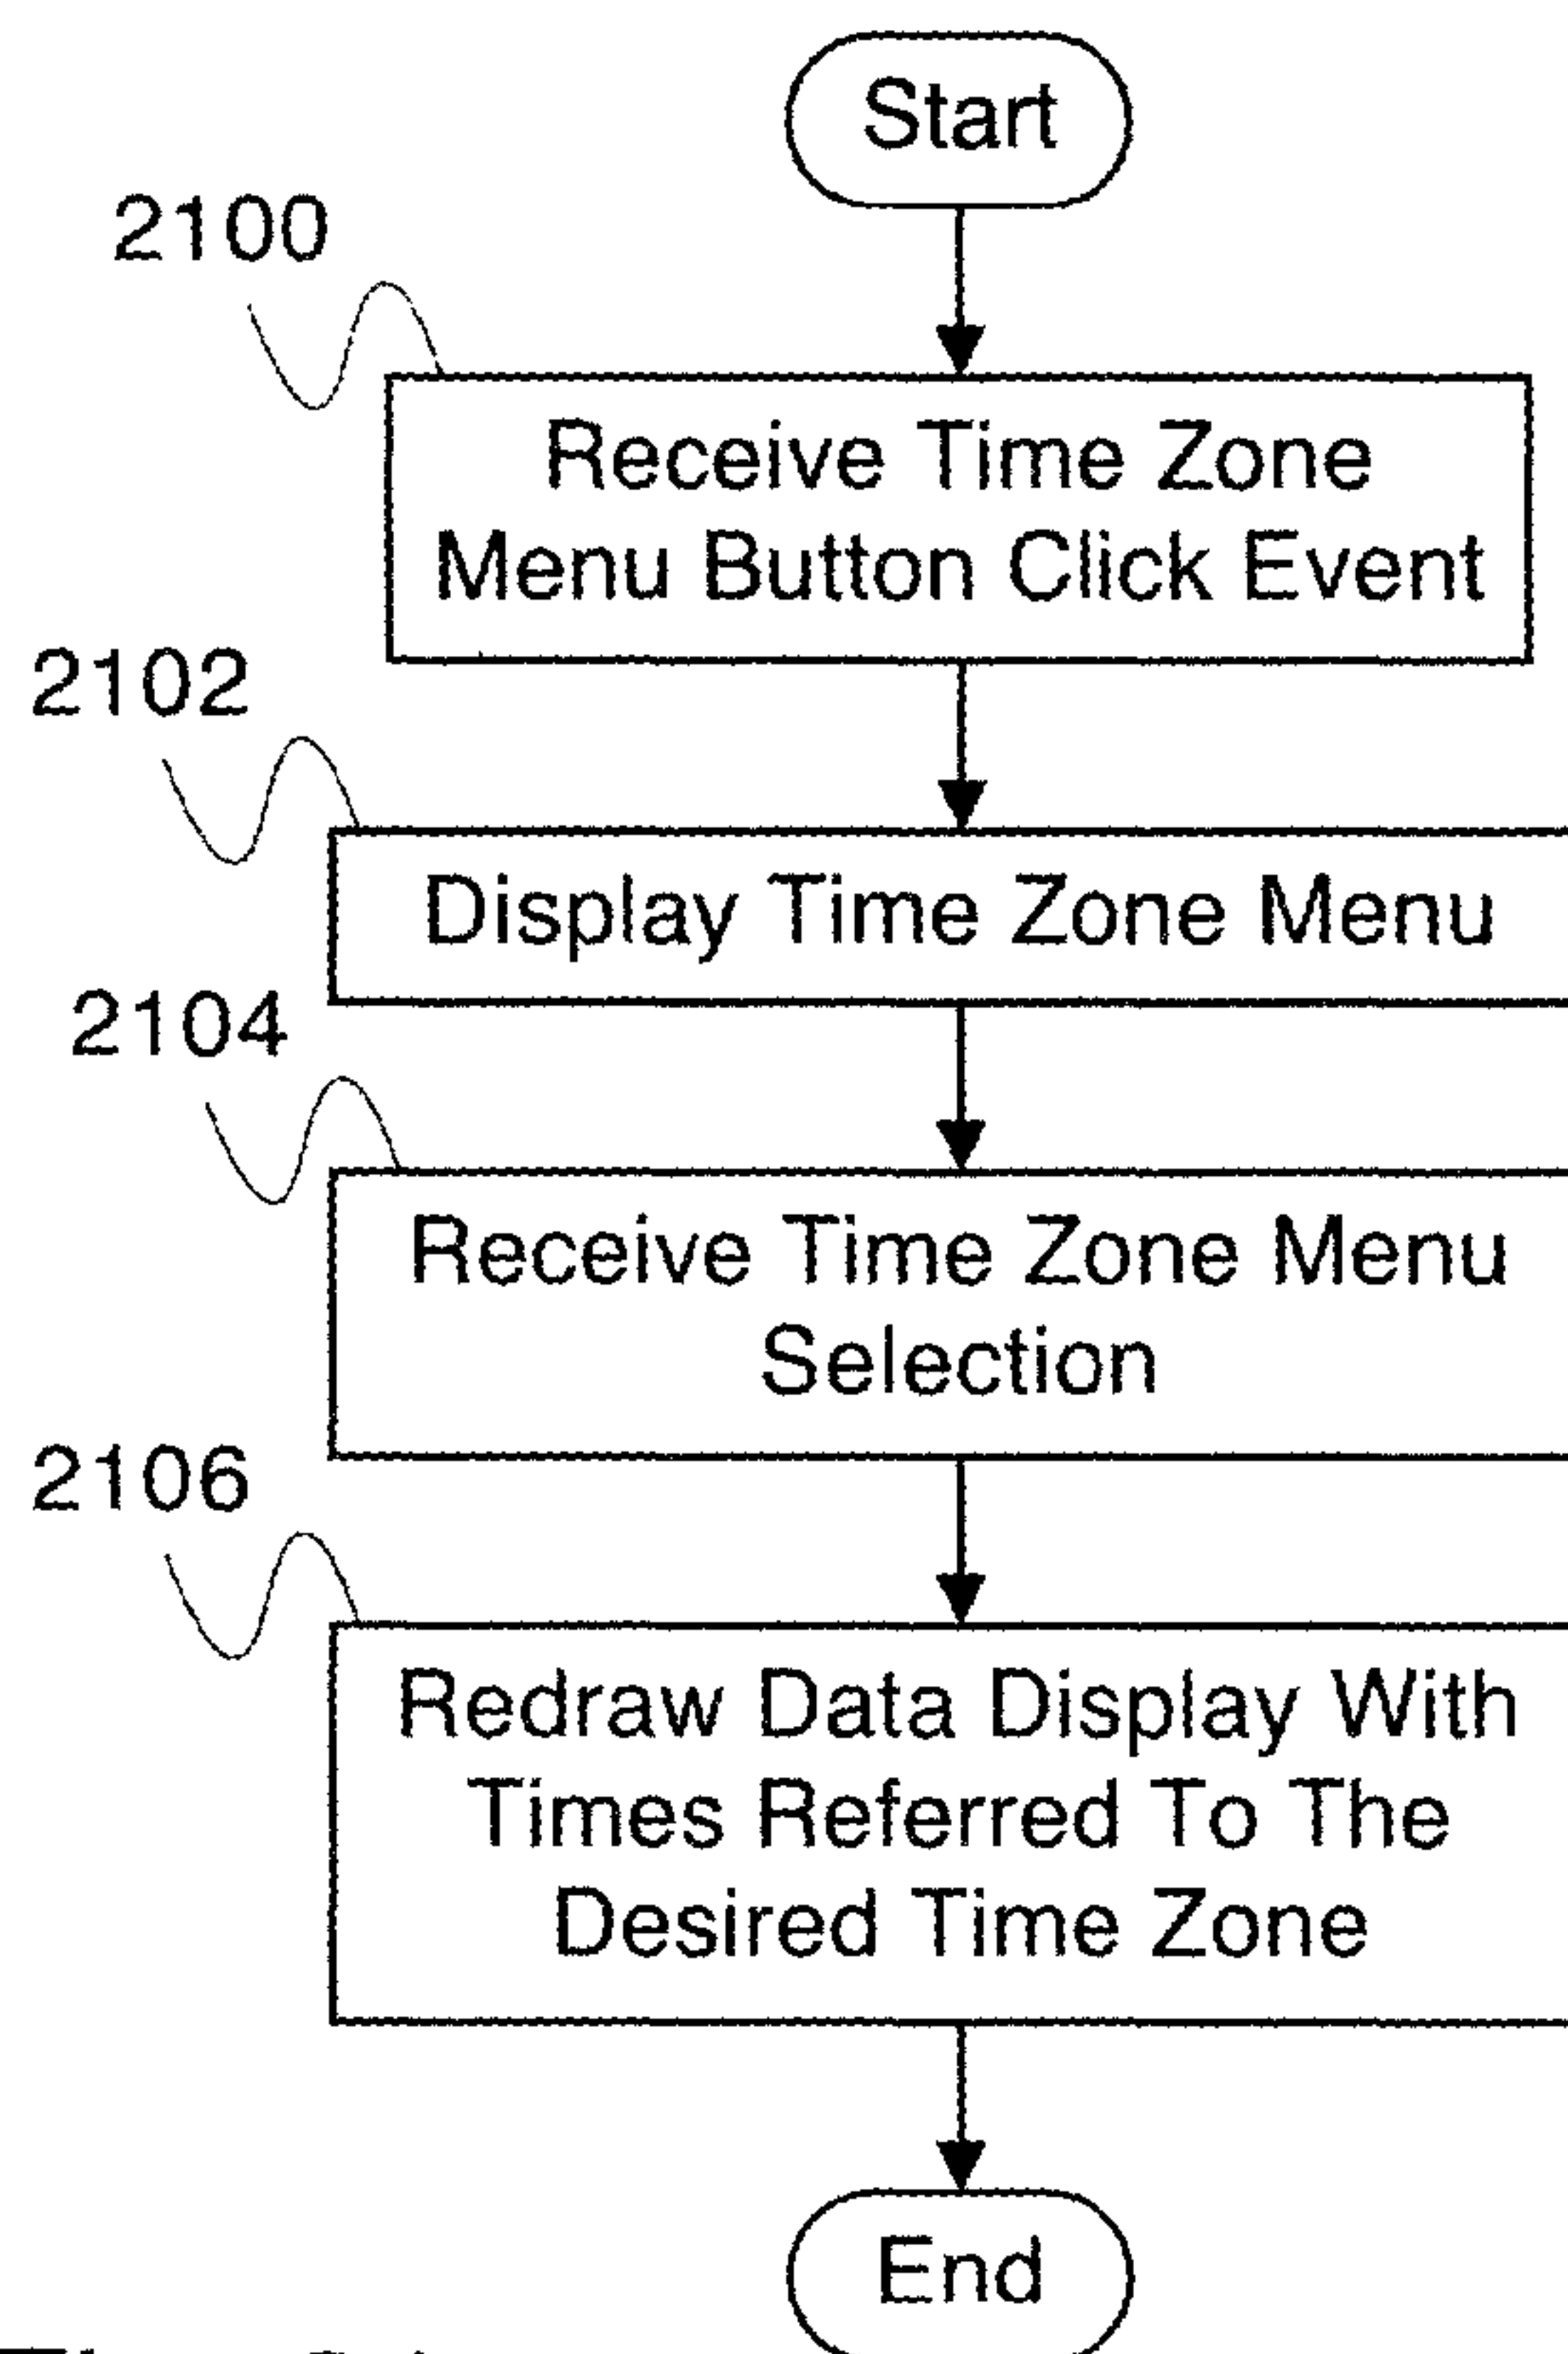 Start
2100
Receive Time Zone
Menu Button Click Event
2102
Display Time Zone Menu
2104
Receive Time Zone Menu
Selection
2106
Redraw Data Display With
Times Referred To The
Desired Time Zone
End